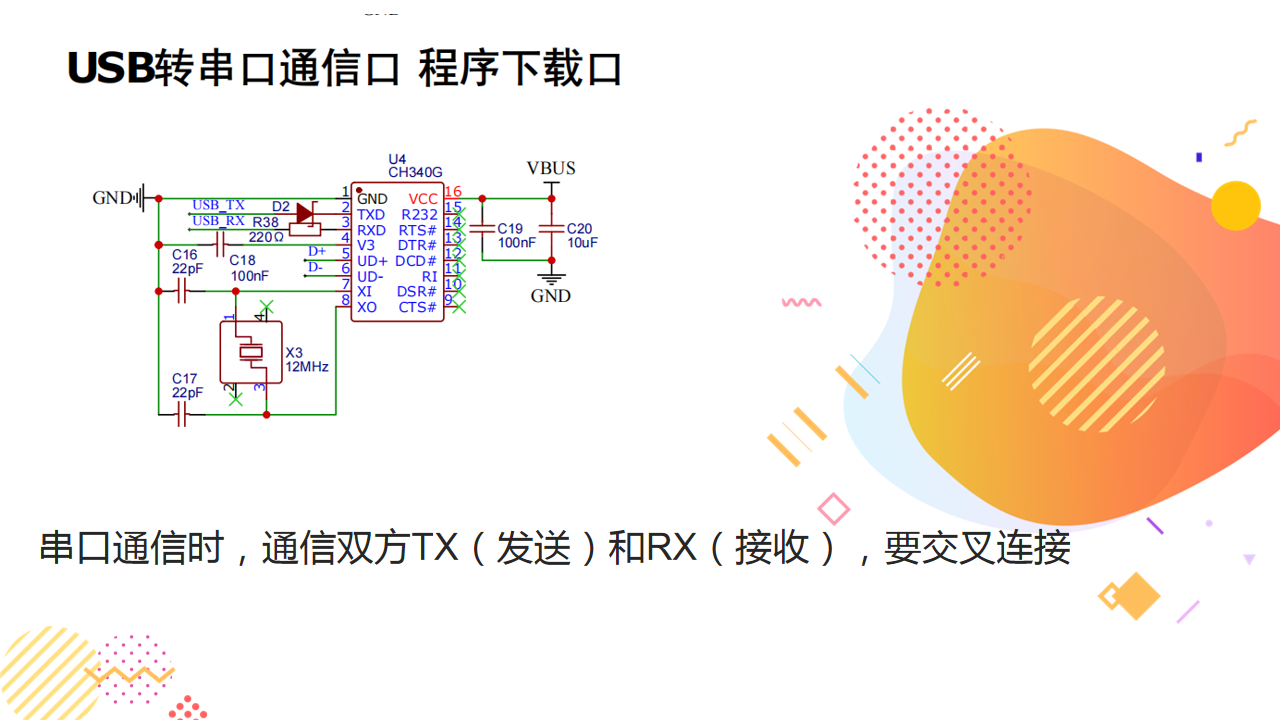 USB转串口通信口 程序下载口
U4
CH340G
VBUS
GND
1 GND VCC 16
USB_TX D2 2 TXD R232 15
USB_RX R38 3 RXD RTS# 14
220Ω 4 V3 DTR# 13
C19
100nF
C20
10uF
D+ 5 UD+ DCD# 12
D- 6 UD- RI 11
C16
22pF
C18
100nF
7 XI DSR# 10
8 XO CTS# 9
GND
1 4
X3
12MHz
2 3
C17
22pF
串口通信时，通信双方TX（发送）和RX（接收），要交叉连接